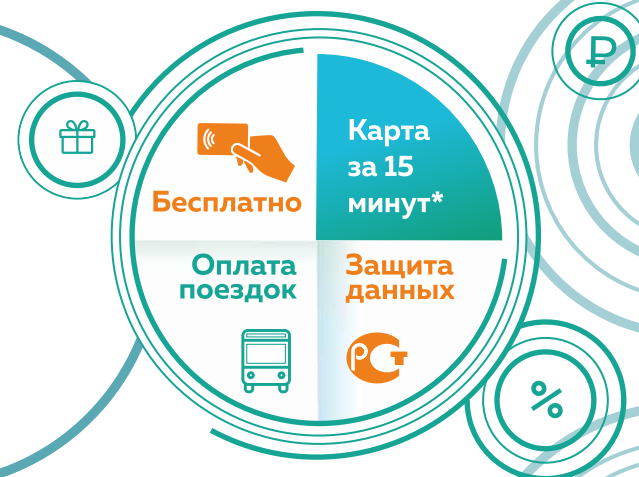 ₽
Бесплатно
Карта
за 15
минут*
Оплата
поездок
Защита
данных
РСТ
%